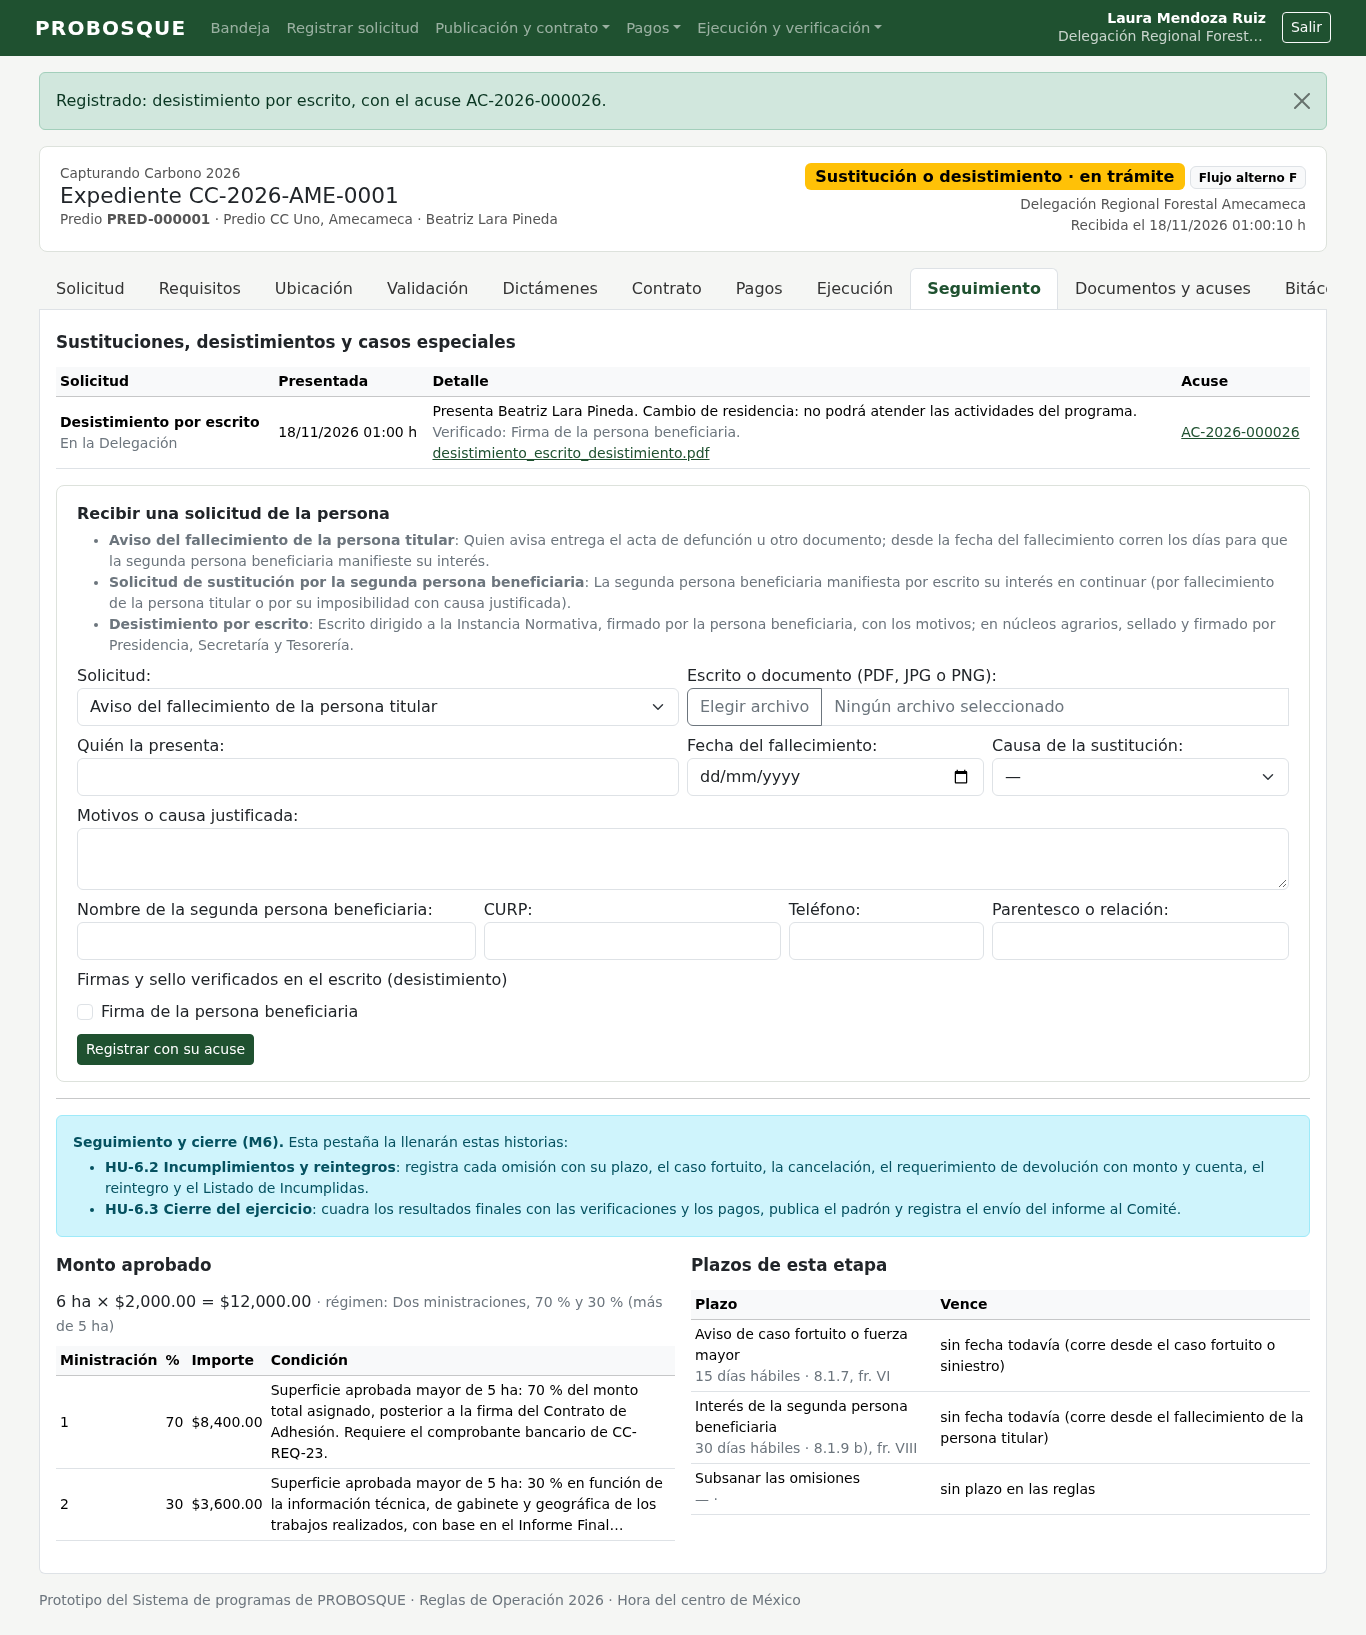 PROBOSQUE
Bandeja
Registrar solicitud
Publicación y contrato
Pagos
Ejecución y verificación
Laura Mendoza Ruiz
Delegación Regional Forest…
Salir
Registrado: desistimiento por escrito, con el acuse AC-2026-000026.
Capturando Carbono 2026
Expediente CC-2026-AME-0001
Predio PRED-000001 · Predio CC Uno, Amecameca · Beatriz Lara Pineda
Sustitución o desistimiento · en trámite
Flujo alterno F
Delegación Regional Forestal Amecameca
Recibida el 18/11/2026 01:00:10 h
Solicitud
Requisitos
Ubicación
Validación
Dictámenes
Contrato
Pagos
Ejecución
Seguimiento
Documentos y acuses
Sustituciones, desistimientos y casos especiales
Solicitud Presentada Detalle Acuse
Desistimiento por escrito
En la Delegación
18/11/2026 01:00 h
Presenta Beatriz Lara Pineda. Cambio de residencia: no podrá atender las actividades del programa.
Verificado: Firma de la persona beneficiaria.
desistimiento_escrito_desistimiento.pdf
AC-2026-000026
Recibir una solicitud de la persona
• Aviso del fallecimiento de la persona titular: Quien avisa entrega el acta de defunción u otro documento; desde la fecha del fallecimiento corren los días para que
la segunda persona beneficiaria manifieste su interés.
• Solicitud de sustitución por la segunda persona beneficiaria: La segunda persona beneficiaria manifiesta por escrito su interés en continuar (por fallecimiento
de la persona titular o por su imposibilidad con causa justificada).
• Desistimiento por escrito: Escrito dirigido a la Instancia Normativa, firmado por la persona beneficiaria, con los motivos; en núcleos agrarios, sellado y firmado por
Presidencia, Secretaría y Tesorería.
Solicitud:
Aviso del fallecimiento de la persona titular
Escrito o documento (PDF, JPG o PNG):
Elegir archivo Ningún archivo seleccionado
Quién la presenta:
Fecha del fallecimiento:
dd/mm/yyyy
Causa de la sustitución:
—
Motivos o causa justificada:
Nombre de la segunda persona beneficiaria:
CURP:
Teléfono:
Parentesco o relación:
Firmas y sello verificados en el escrito (desistimiento)
Firma de la persona beneficiaria
Registrar con su acuse
Seguimiento y cierre (M6). Esta pestaña la llenarán estas historias:
• HU-6.2 Incumplimientos y reintegros: registra cada omisión con su plazo, el caso fortuito, la cancelación, el requerimiento de devolución con monto y cuenta, el
reintegro y el Listado de Incumplidas.
• HU-6.3 Cierre del ejercicio: cuadra los resultados finales con las verificaciones y los pagos, publica el padrón y registra el envío del informe al Comité.
Monto aprobado
6 ha × $2,000.00 = $12,000.00 · régimen: Dos ministraciones, 70 % y 30 % (más
de 5 ha)
Ministración % Importe Condición
1 70 $8,400.00
Superficie aprobada mayor de 5 ha: 70 % del monto
total asignado, posterior a la firma del Contrato de
Adhesión. Requiere el comprobante bancario de CC-
REQ-23.
2 30 $3,600.00
Superficie aprobada mayor de 5 ha: 30 % en función de
la información técnica, de gabinete y geográfica de los
trabajos realizados, con base en el Informe Final…
Plazos de esta etapa
Plazo Vence
Aviso de caso fortuito o fuerza
mayor
15 días hábiles · 8.1.7, fr. VI
sin fecha todavía (corre desde el caso fortuito o
siniestro)
Interés de la segunda persona
beneficiaria
30 días hábiles · 8.1.9 b), fr. VIII
sin fecha todavía (corre desde el fallecimiento de la
persona titular)
Subsanar las omisiones
— ·
sin plazo en las reglas
Prototipo del Sistema de programas de PROBOSQUE · Reglas de Operación 2026 · Hora del centro de México